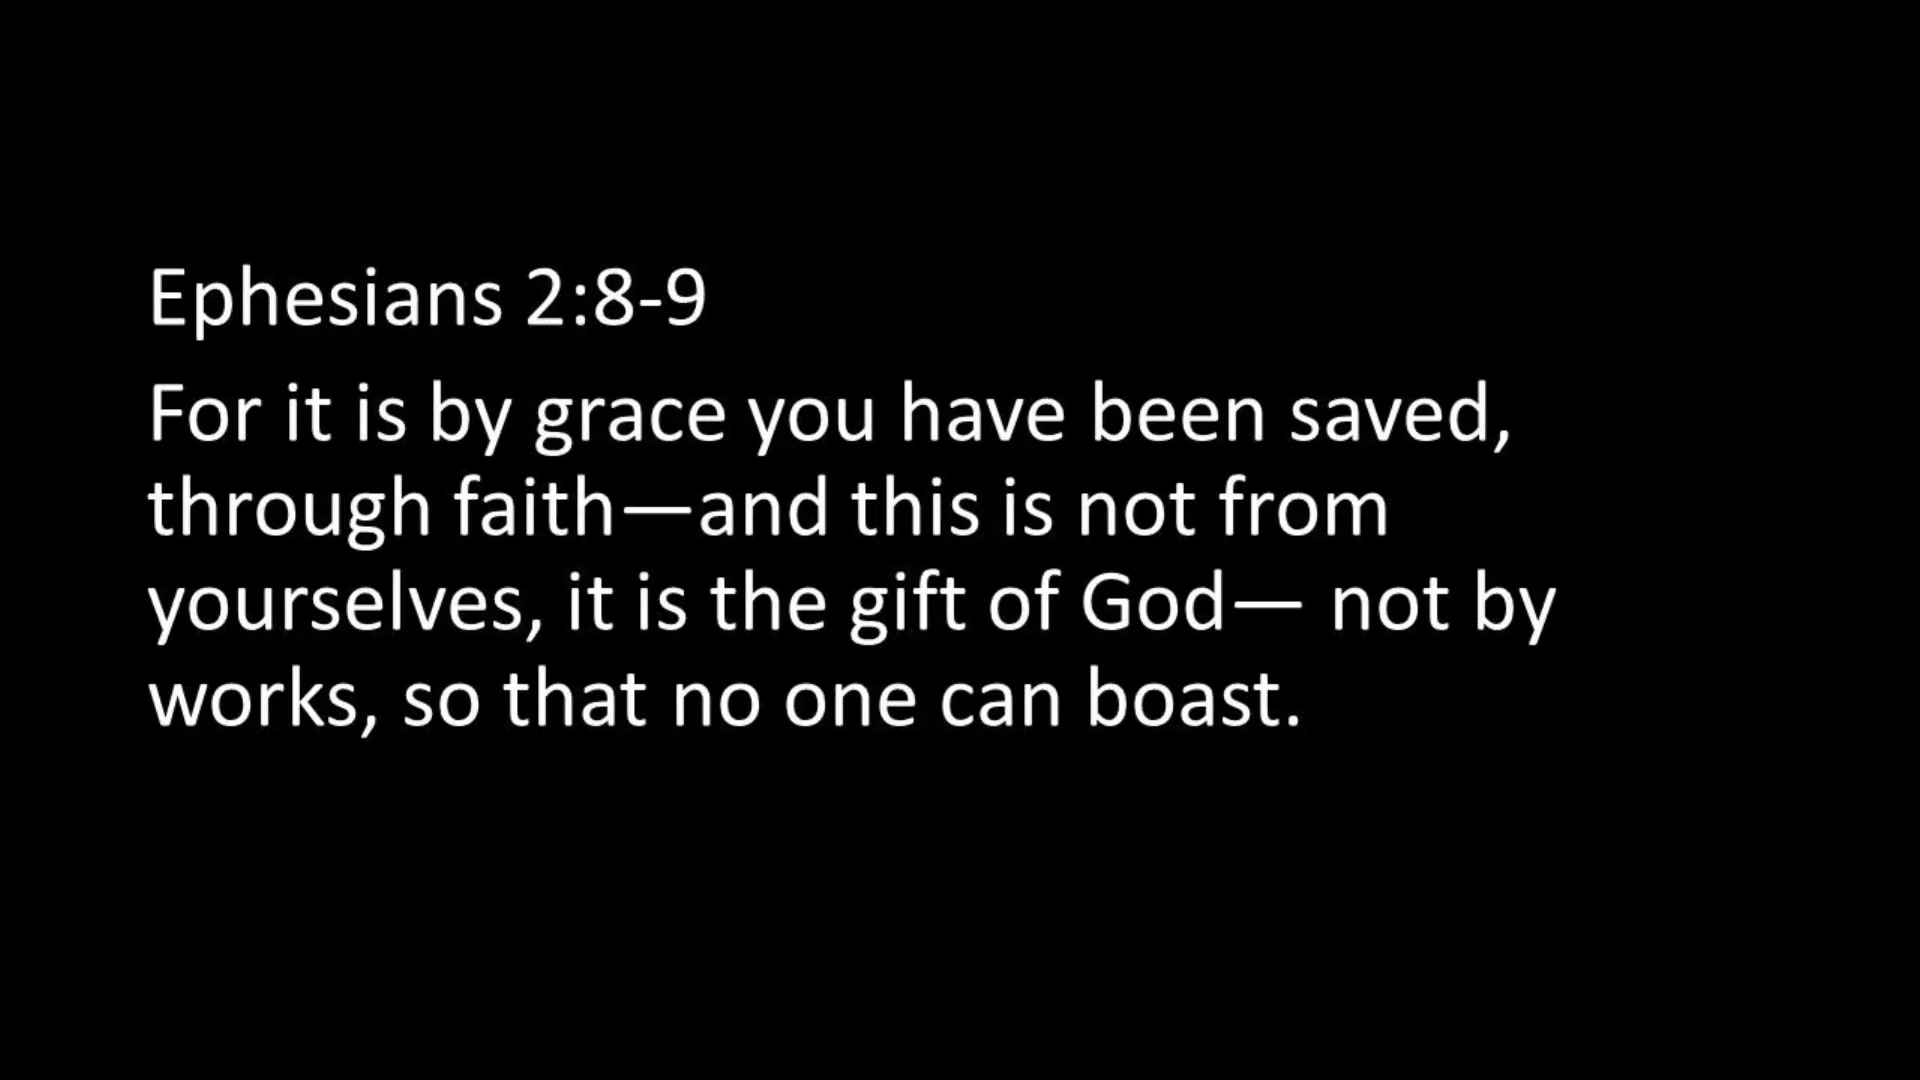 Ephesians 2:8-9
For it is by grace you have been saved,
through faith—and this is not from
yourselves, it is the gift of God— not by
works, so that no one can boast.